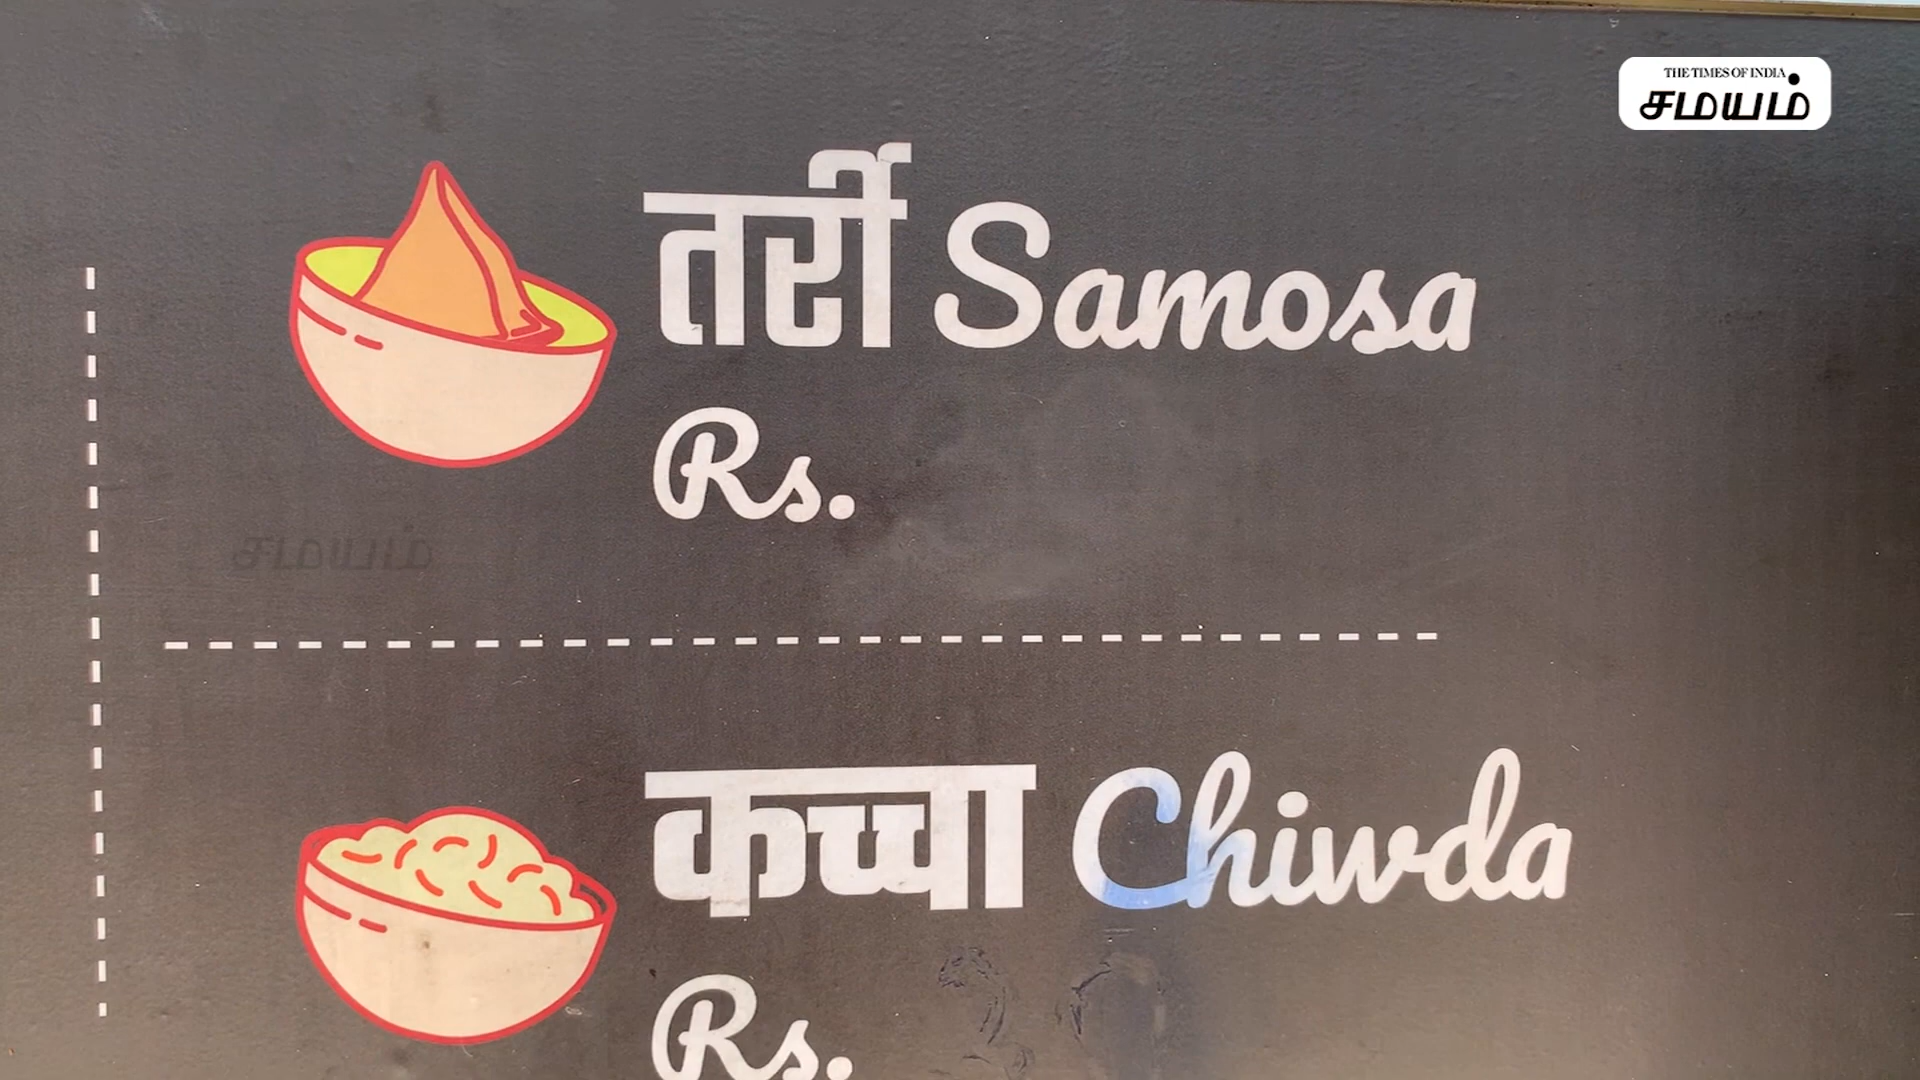 THE TIMES OF INDIA
சமயம்
तर्री Samosa
Rs.
சமயம்
कच्चा Chiwda
Rs.